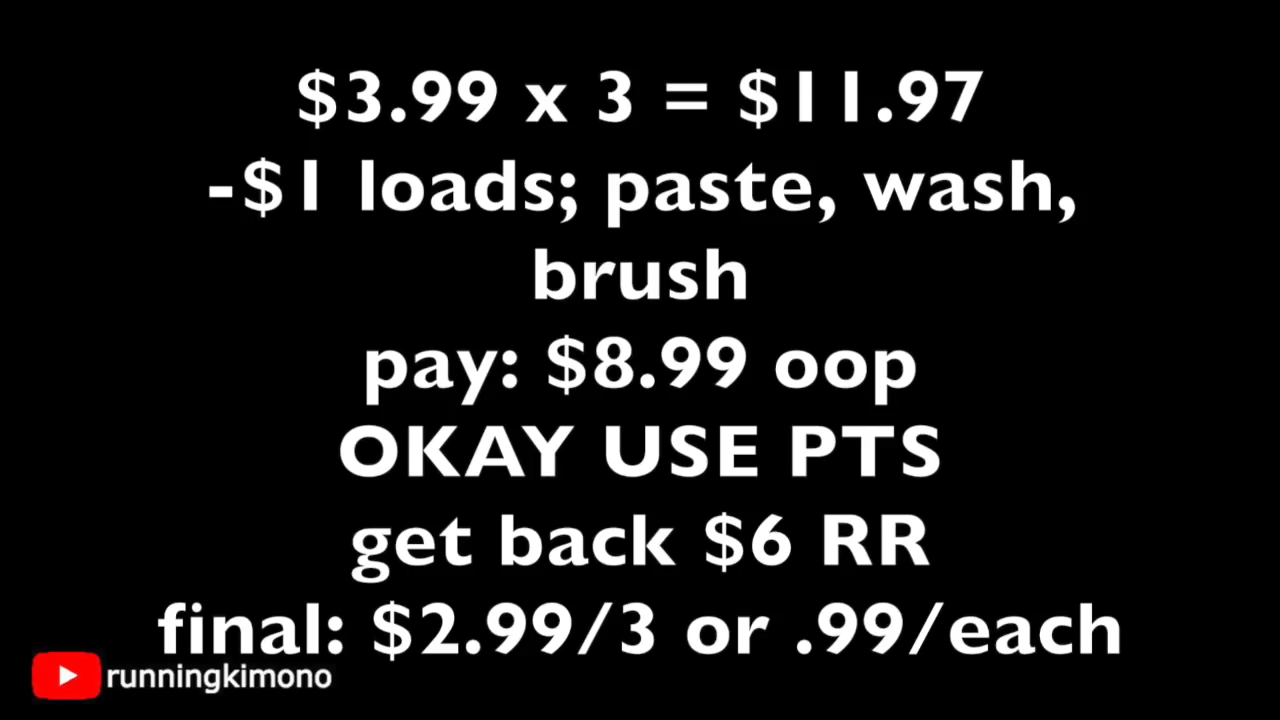 $3.99 x 3 = $11.97
-$1 loads; paste, wash,
brush
pay: $8.99 oop
OKAY USE PTS
get back $6 RR
final: $2.99/3 or .99/each
runningkimono